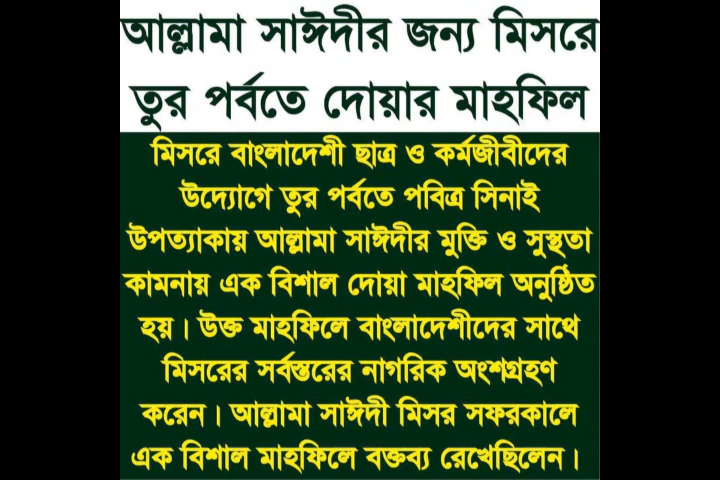 আল্লামা সাঈদীর জন্য মিসরে
তুর পর্বতে দোয়ার মাহফিল
মিসরে বাংলাদেশী ছাত্র ও কর্মজীবীদের
উদ্যোগে তুর পর্বতে পবিত্র সিনাই
উপত্যাকায় আল্লামা সাঈদীর মুক্তি ও সুস্থতা
কামনায় এক বিশাল দোয়া মাহফিল অনুষ্ঠিত
হয়। উক্ত মাহফিলে বাংলাদেশীদের সাথে
মিসরের সর্বস্তরের নাগরিক অংশগ্রহণ
করেন। আল্লামা সাঈদী মিসর সফরকালে
এক বিশাল মাহফিলে বক্তব্য রেখেছিলেন।